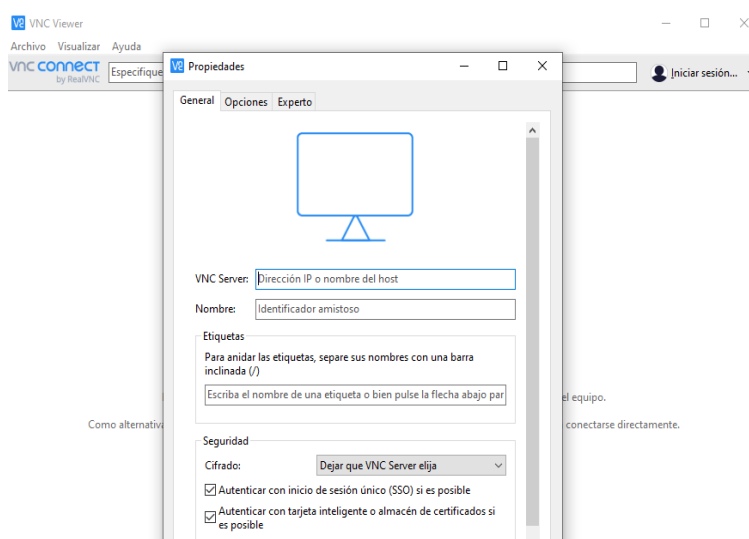 VNC Viewer
Archivo Visualizar Ayuda
vnc connect
by RealVNC
Especifique
Iniciar sesión...
Propiedades
General Opciones Experto
VNC Server: Dirección IP o nombre del host
Nombre: Identificador amistoso
Etiquetas
Para anidar las etiquetas, separe sus nombres con una barra
inclinada (/)
Escriba el nombre de una etiqueta o bien pulse la flecha abajo par
el equipo.
Como alternativa
conectarse directamente.
Seguridad
Cifrado: Dejar que VNC Server elija
Autenticar con inicio de sesión único (SSO) si es posible
Autenticar con tarjeta inteligente o almacén de certificados si
es posible